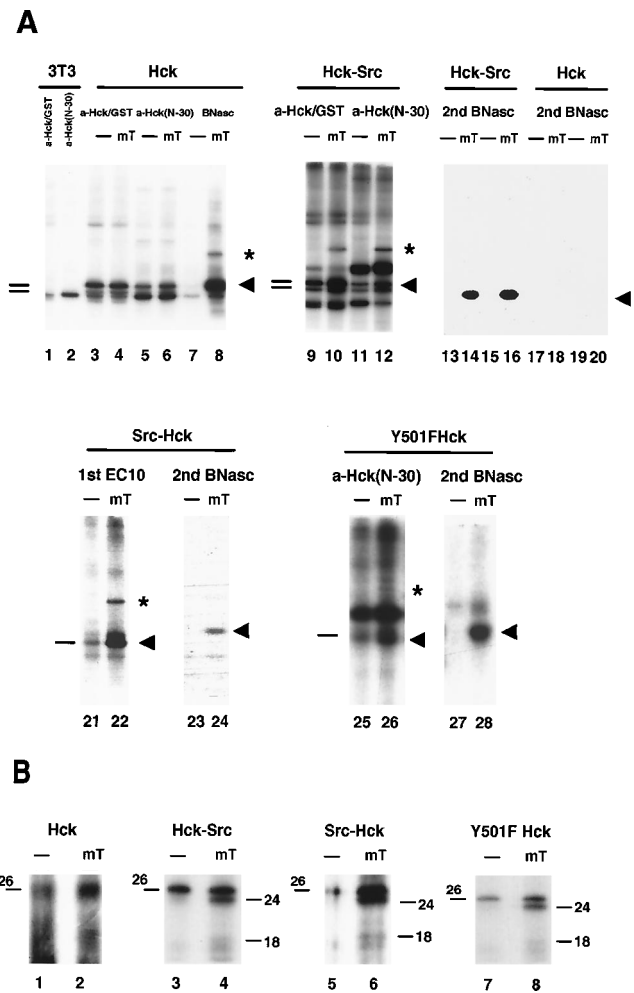 A
3T3 Hck Hck-Src Hck-Src Hck
a-Hck/GST a-Hck(N-30) a-Hck/GST a-Hck(N-30) BNasc a-Hck/GST a-Hck(N-30) 2nd BNasc 2nd BNasc
— mT — mT — mT — mT — mT — mT — mT — mT — mT
*
*
1 2 3 4 5 6 7 8 9 10 11 12 13 14 15 16 17 18 19 20
Src-Hck Y501FHck
1st EC10 2nd BNasc a-Hck(N-30) 2nd BNasc
— mT — mT — mT — mT
*
*
21 22 23 24 25 26 27 28
B
Hck Hck-Src Src-Hck Y501F Hck
— mT — mT — mT — mT
26 26 26 26
24 24 24
18 18 18
1 2 3 4 5 6 7 8